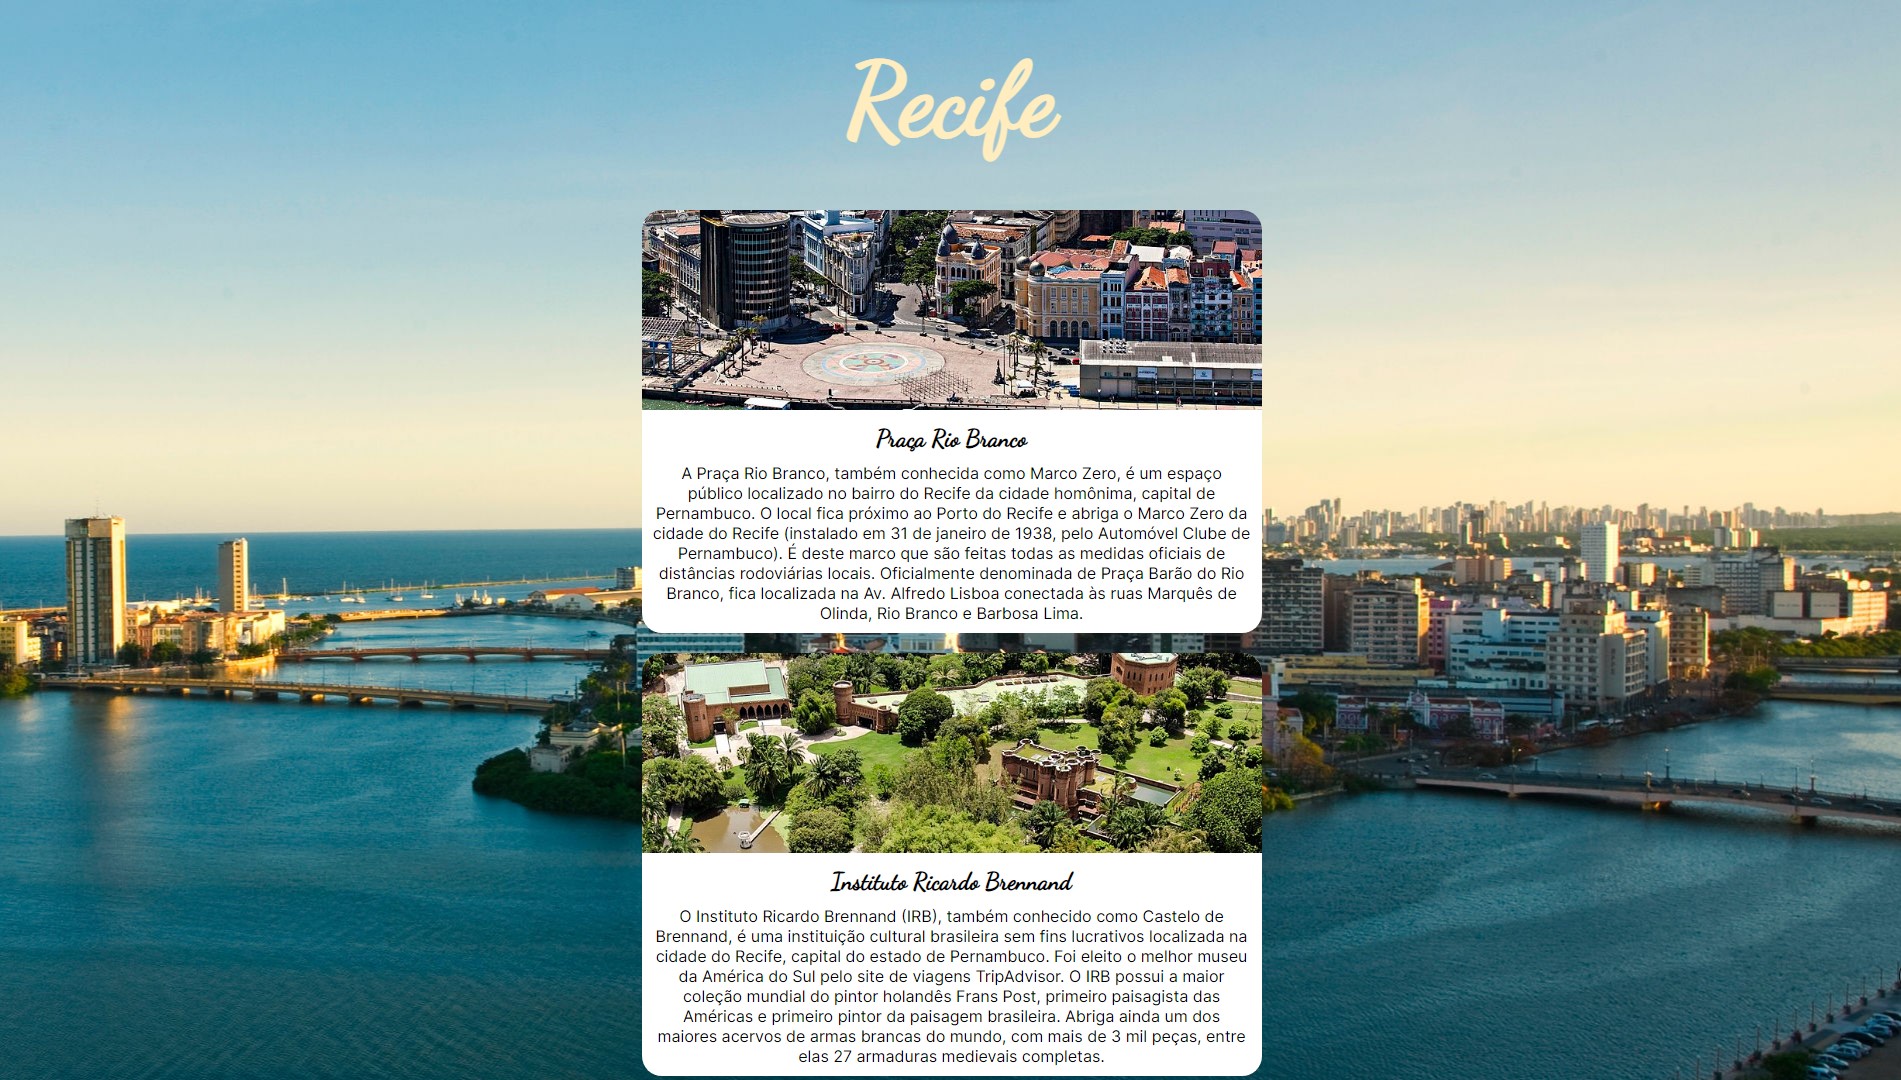 Recife
Praça Rio Branco
A Praça Rio Branco, também conhecida como Marco Zero, é um espaço
público localizado no bairro do Recife da cidade homônima, capital de
Pernambuco. O local fica próximo ao Porto do Recife e abriga o Marco Zero da
cidade do Recife (instalado em 31 de janeiro de 1938, pelo Automóvel Clube de
Pernambuco). É deste marco que são feitas todas as medidas oficiais de
distâncias rodoviárias locais. Oficialmente denominada de Praça Barão do Rio
Branco, fica localizada na Av. Alfredo Lisboa conectada às ruas Marquês de
Olinda, Rio Branco e Barbosa Lima.
Instituto Ricardo Brennand
O Instituto Ricardo Brennand (IRB), também conhecido como Castelo de
Brennand, é uma instituição cultural brasileira sem fins lucrativos localizada na
cidade do Recife, capital do estado de Pernambuco. Foi eleito o melhor museu
da América do Sul pelo site de viagens TripAdvisor. O IRB possui a maior
coleção mundial do pintor holandês Frans Post, primeiro paisagista das
Américas e primeiro pintor da paisagem brasileira. Abriga ainda um dos
maiores acervos de armas brancas do mundo, com mais de 3 mil peças, entre
elas 27 armaduras medievais completas.